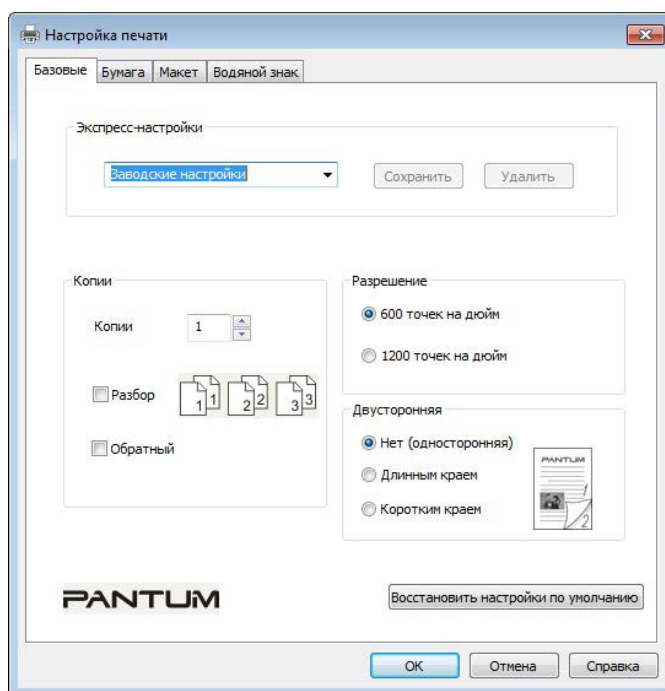 Настройка печати
Базовые Бумага Макет Водяной знак
Экспресс-настройки
Заводские настройки Сохранить Удалить
Копии
Копии 1
Разбор 1 1 2 2 3 3
Обратный
Разрешение
600 точек на дюйм
1200 точек на дюйм
Двусторонняя
Нет (односторонняя)
Длинным краем
Коротким краем
PANTUM
1
2
PANTUM
Восстановить настройки по умолчанию
ОК Отмена Справка